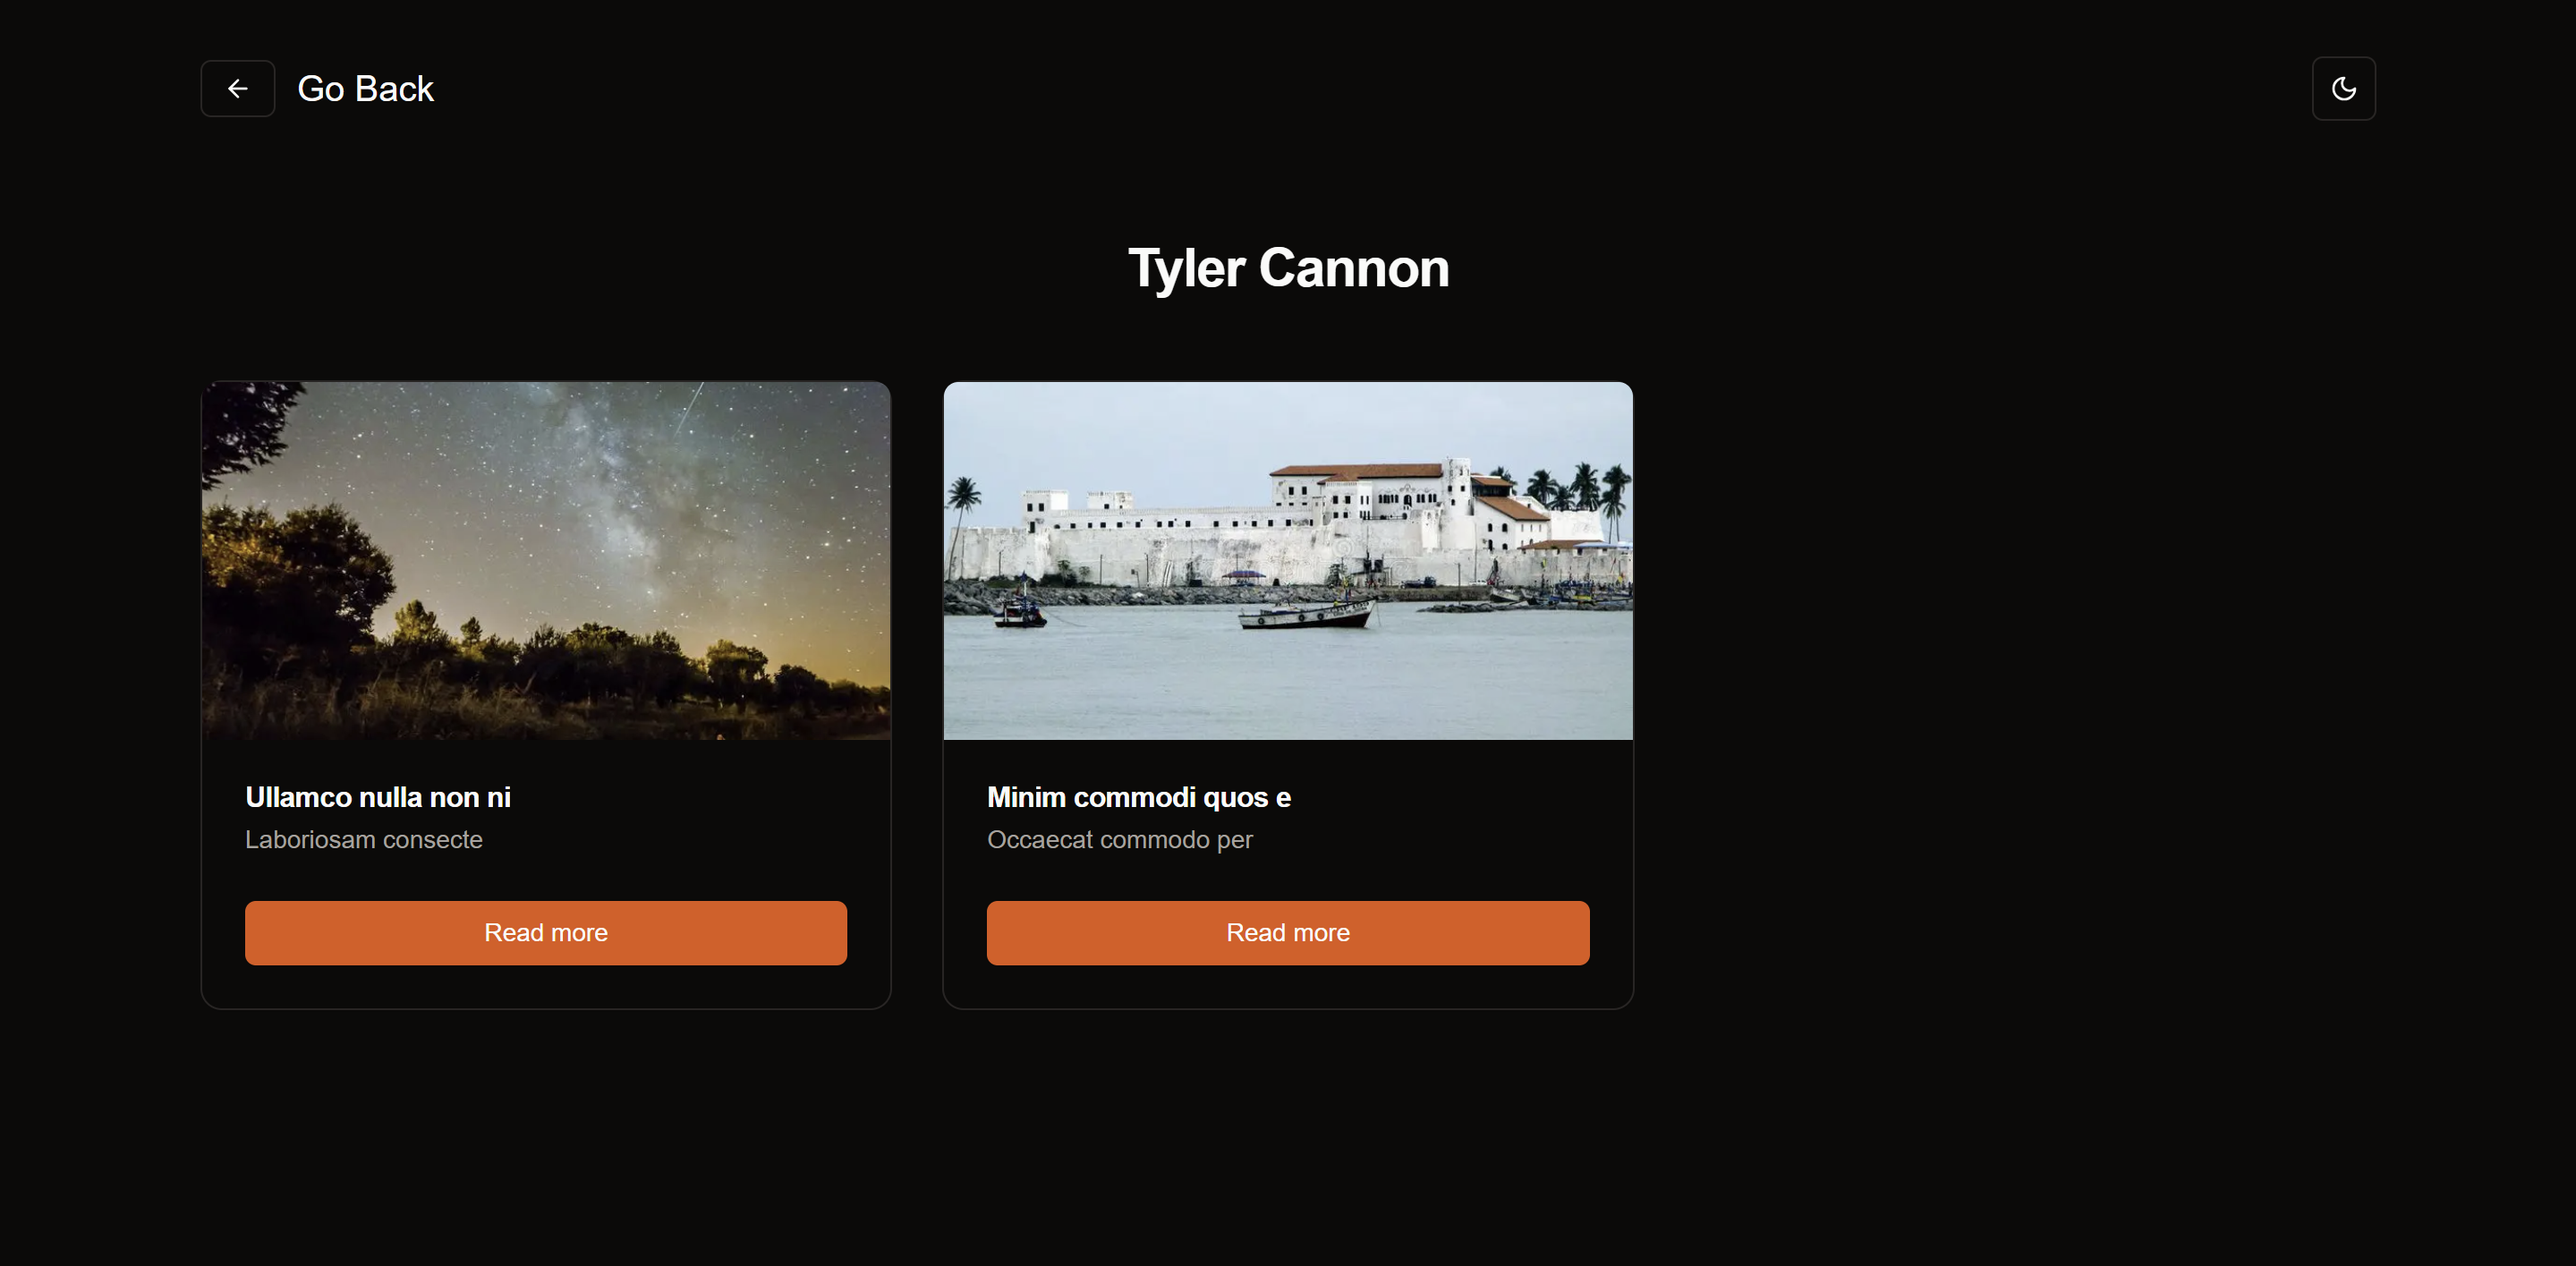 Go Back
Tyler Cannon
Ullamco nulla non ni
Laboriosam consecte
Read more
Minim commodi quos e
Occaecat commodo per
Read more